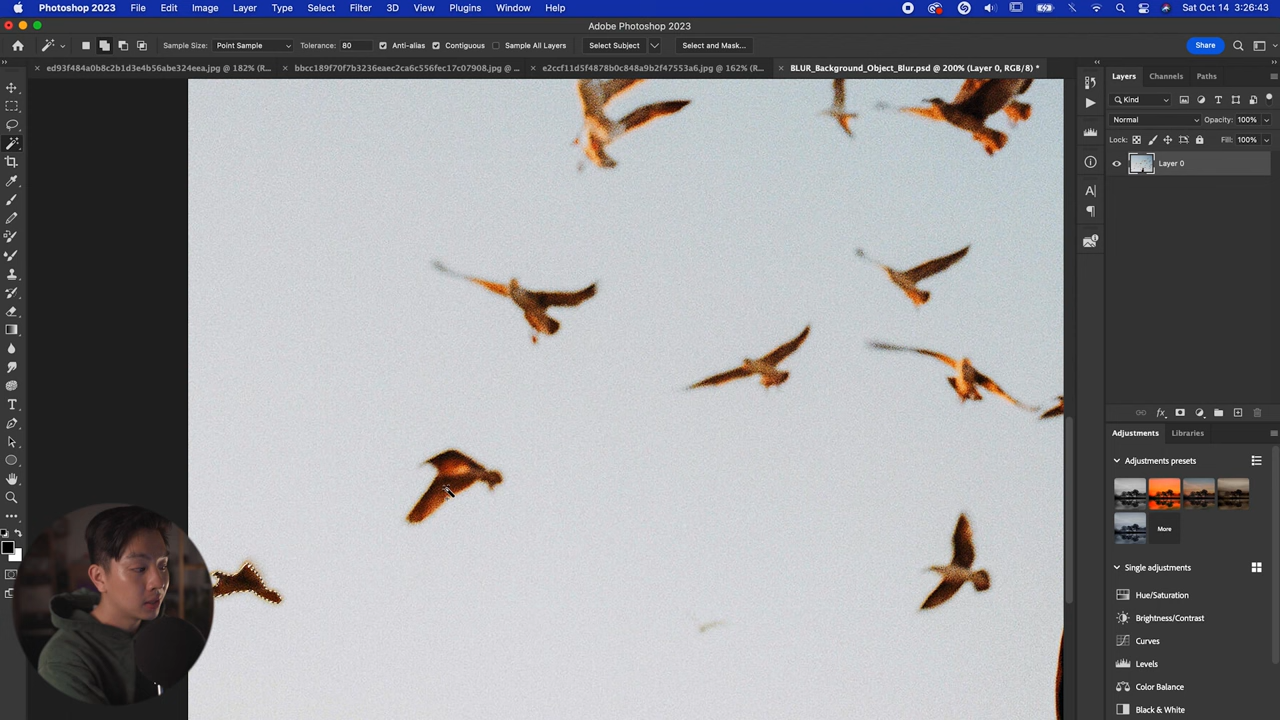 Photoshop 2023 File Edit Image Layer Type Select Filter 3D View Plugins Window Help Sat Oct 14 3:26:43
Adobe Photoshop 2023
Sample Size: Point Sample Tolerance: 80 Anti-alias Contiguous Sample All Layers Select Subject Select and Mask... Share
ed93f484a0b8c2b1d3e4b56abe324eea.jpg @ 182% (R... bbcc189f70f7b3236eaec2ca6c556fec17c07908.jpg @ ... e2ccf11d5f4878b0c848a9b2f47553a6.jpg @ 162% (R... BLUR_Background_Object_Blur.psd @ 200% (Layer 0, RGB/8) *
Layers Channels Paths
Kind
Normal Opacity: 100%
Lock: Fill: 100%
Layer 0
Adjustments Libraries
Adjustments presets
More
Single adjustments
Hue/Saturation
Brightness/Contrast
Curves
Levels
Color Balance
Black & White